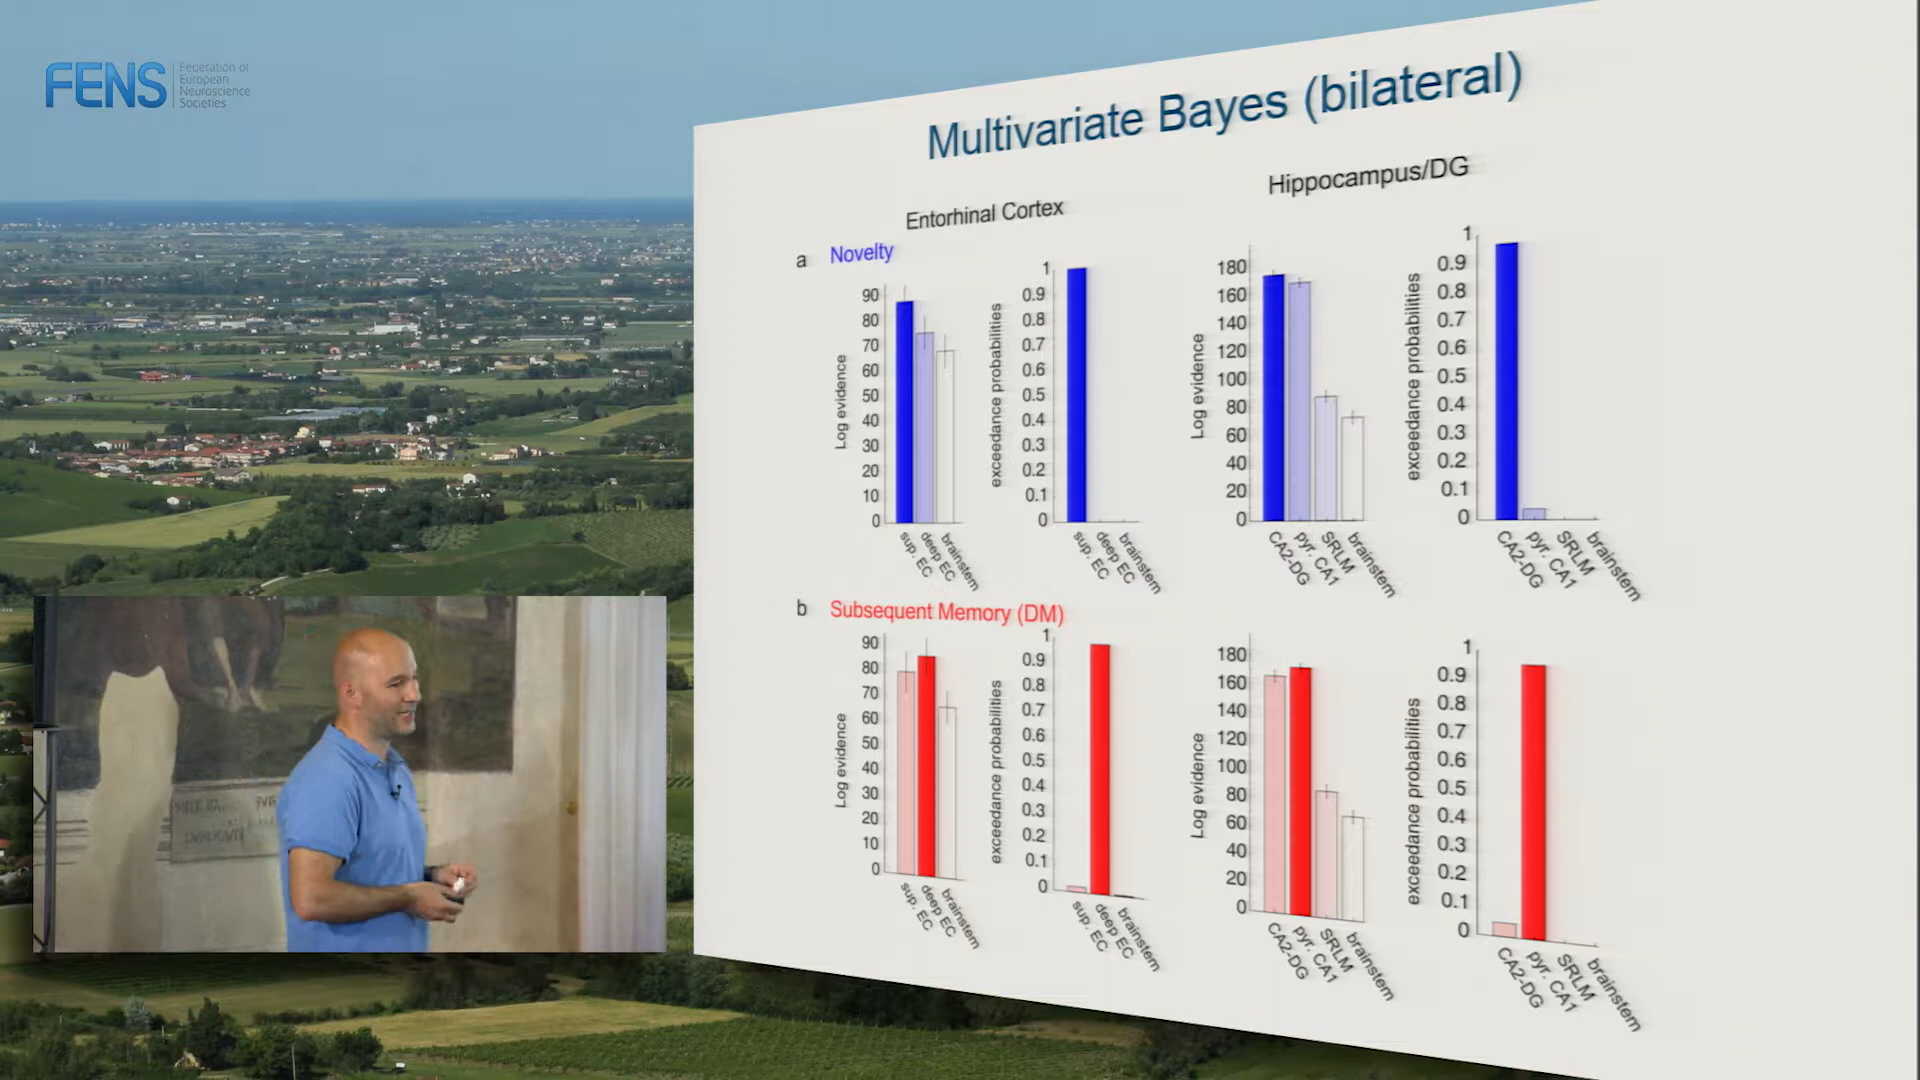 FENS
Federation of
European
Neuroscience
Societies
Multivariate Bayes (bilateral)
Entorhinal Cortex
Hippocampus/DG
a Novelty
Log evidence
90
80
70
60
50
40
30
20
10
0
sup. EC
deep EC
brainstem
exceedance probabilities
1
0.9
0.8
0.7
0.6
0.5
0.4
0.3
0.2
0.1
0
sup. EC
deep EC
brainstem
Log evidence
180
160
140
120
100
80
60
40
20
0
CA2-DG
pyr. CA1
SRLM
brainstem
exceedance probabilities
1
0.9
0.8
0.7
0.6
0.5
0.4
0.3
0.2
0.1
0
CA2-DG
pyr. CA1
SRLM
brainstem
b Subsequent Memory (DM)
Log evidence
90
80
70
60
50
40
30
20
10
0
sup. EC
deep EC
brainstem
exceedance probabilities
1
0.9
0.8
0.7
0.6
0.5
0.4
0.3
0.2
0.1
0
sup. EC
deep EC
brainstem
Log evidence
180
160
140
120
100
80
60
40
20
0
CA2-DG
pyr. CA1
SRLM
brainstem
exceedance probabilities
1
0.9
0.8
0.7
0.6
0.5
0.4
0.3
0.2
0.1
0
CA2-DG
pyr. CA1
SRLM
brainstem